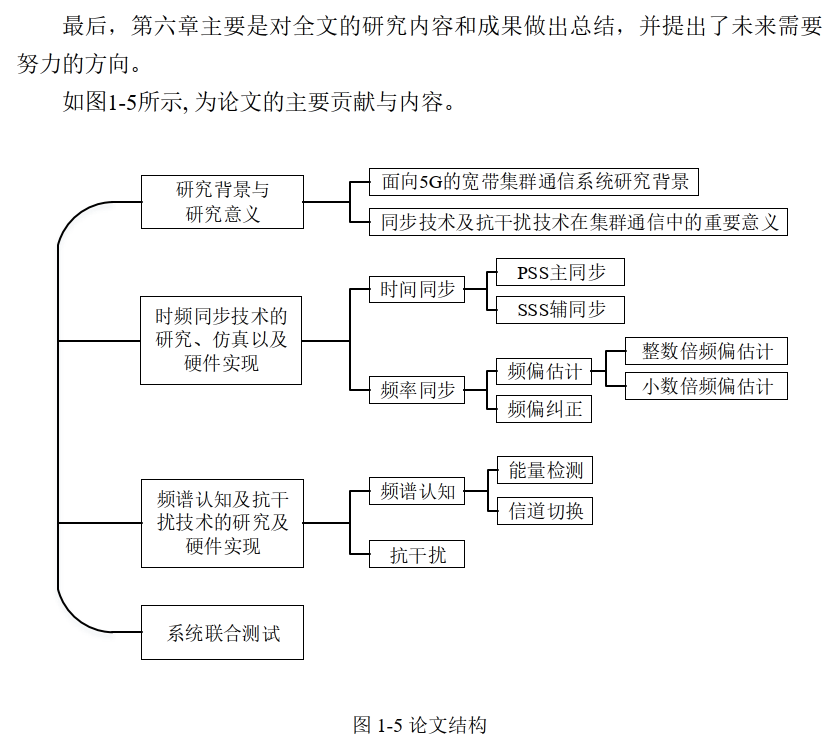 最后，第六章主要是对全文的研究内容和成果做出总结，并提出了未来需要
努力的方向。
如图1-5所示, 为论文的主要贡献与内容。
研究背景与
研究意义
面向5G的宽带集群通信系统研究背景
同步技术及抗干扰技术在集群通信中的重要意义
时频同步技术的
研究、仿真以及
硬件实现
时间同步
PSS主同步
SSS辅同步
频率同步
频偏估计
整数倍频偏估计
小数倍频偏估计
频偏纠正
频谱认知及抗干
扰技术的研究及
硬件实现
频谱认知
能量检测
信道切换
抗干扰
系统联合测试
图 1-5 论文结构